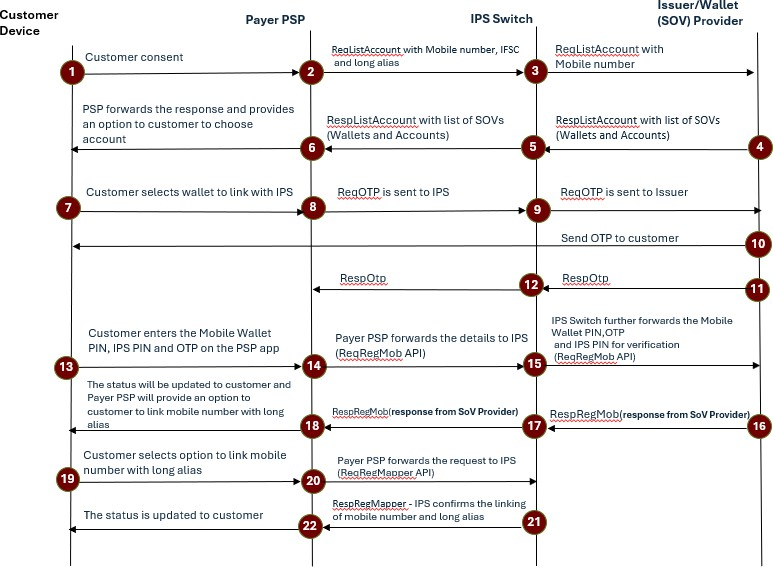 Customer
Device
Payer PSP
IPS Switch
Issuer/Wallet
(SOV) Provider
Customer consent
ReqListAccount with Mobile number, IFSC
and long alias
ReqListAccount with
Mobile number
1
2
3
PSP forwards the response and provides
an option to customer to choose
account
RespListAccount with list of SOVs
(Wallets and Accounts)
RespListAccount with list of SOVs
(Wallets and Accounts)
6
5
4
Customer selects wallet to link with IPS
ReqOTP is sent to IPS
ReqOTP is sent to Issuer
7
8
9
Send OTP to customer
10
RespOtp
RespOtp
12
11
Customer enters the Mobile Wallet
PIN, IPS PIN and OTP on the PSP app
Payer PSP forwards the details to IPS
(ReqRegMob API)
IPS Switch further forwards the Mobile
Wallet PIN,OTP
and IPS PIN for verification
(ReqRegMob API)
13
14
15
The status will be updated to customer and
Payer PSP will provide an option to
customer to link mobile number with long
alias
RespRegMob(response from SoV Provider)
RespRegMob(response from SoV Provider)
18
17
16
Customer selects option to link mobile
number with long alias
Payer PSP forwards the request to IPS
(ReqRegMapper API)
19
20
The status is updated to customer
RespRegMapper - IPS confirms the linking
of mobile number and long alias
22
21